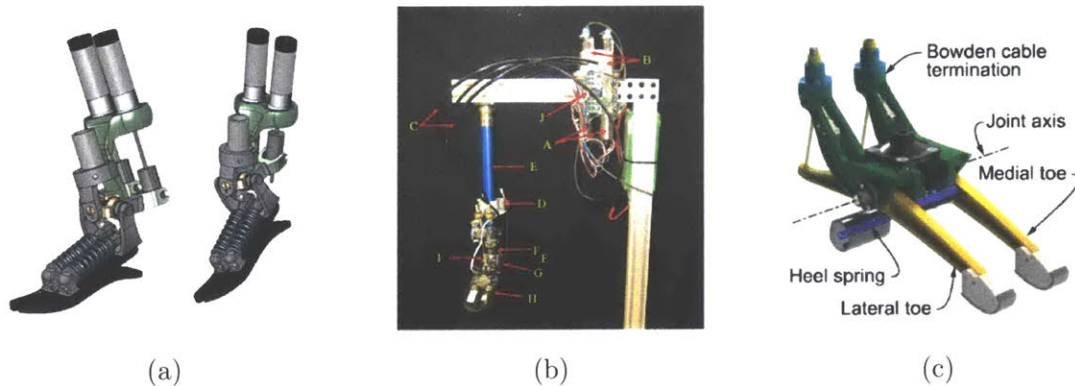 B
C
J
A
E
D
F
I
E
G
H
Bowden cable
termination
Joint axis
Medial toe
Heel spring
Lateral toe
(a)
(b)
(c)